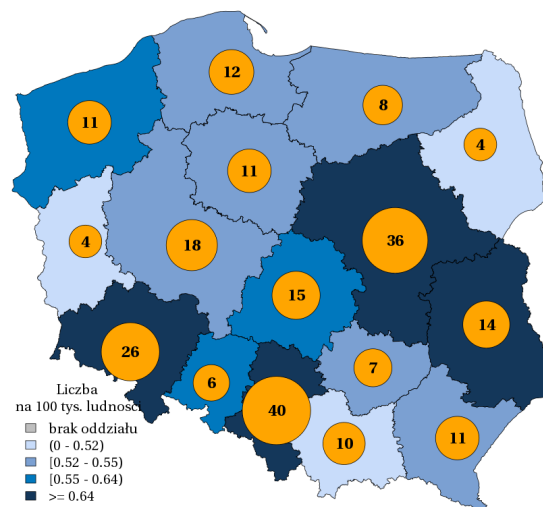 12
8
11
4
11
36
18
4
15
14
26
7
6
40
11
10
Liczba
na 100 tys. ludności
brak oddziału
(0 - 0.52)
[0.52 - 0.55)
[0.55 - 0.64)
>= 0.64